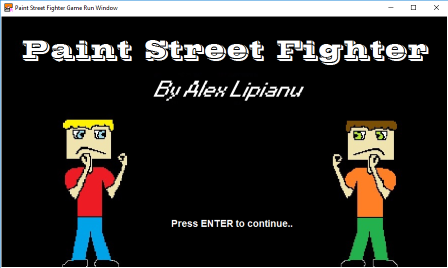 Paint Street Fighter Game Run Window
Paint Street Fighter
By Alex Lipianu
Press ENTER to continue..